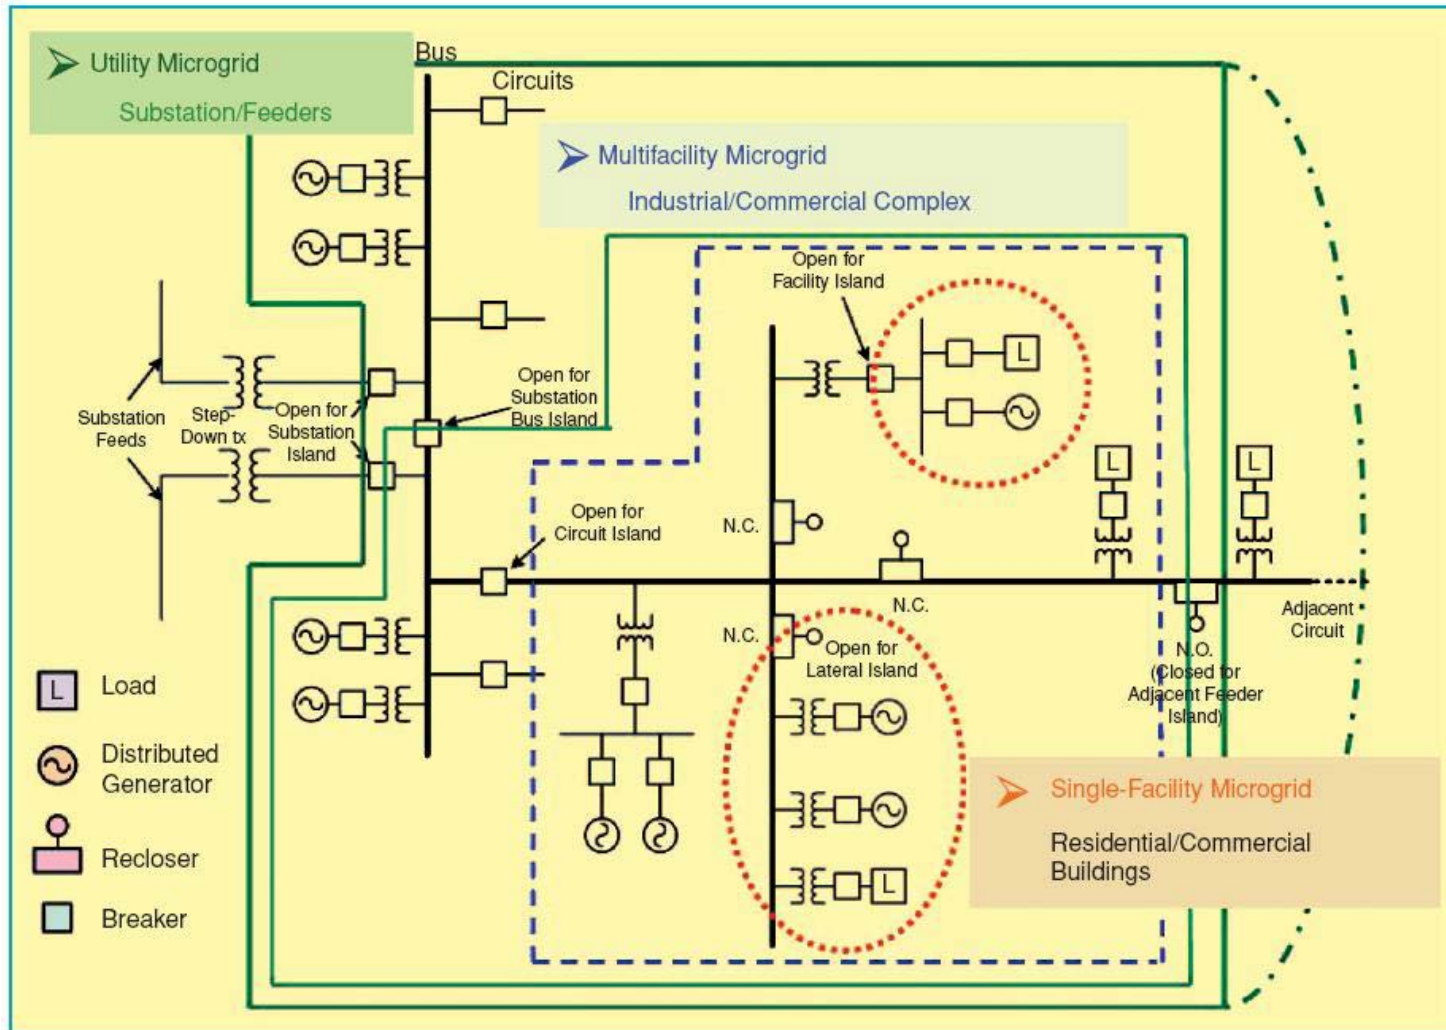 Utility Microgrid
Substation/Feeders
Bus
Circuits
Multifacility Microgrid
Industrial/Commercial Complex
Open for
Facility Island
L
Open for
Substation
Bus Island
Substation
Feeds
Step-
Down tx
Open for
Substation
Island
L
L
Open for
Circuit Island
N.C.
N.C.
Adjacent
Circuit
N.C.
Open for
Lateral Island
N.O.
(Closed for
Adjacent Feeder
Island)
L
Load
Distributed
Generator
Recloser
Breaker
L
Single-Facility Microgrid
Residential/Commercial
Buildings